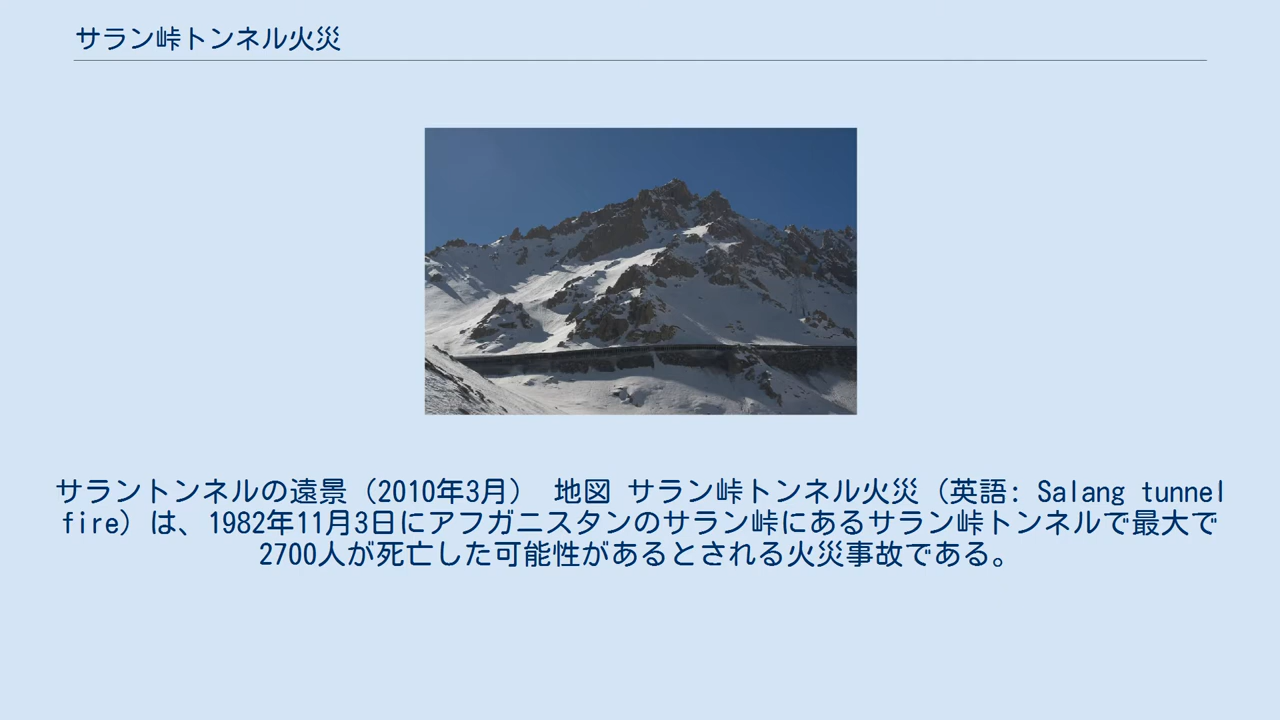 サラン峠トンネル火災
サラントンネルの遠景（2010年3月） 地図 サラン峠トンネル火災（英語: Salang tunnel
fire）は、1982年11月3日にアフガニスタンのサラン峠にあるサラン峠トンネルで最大で
2700人が死亡した可能性があるとされる火災事故である。